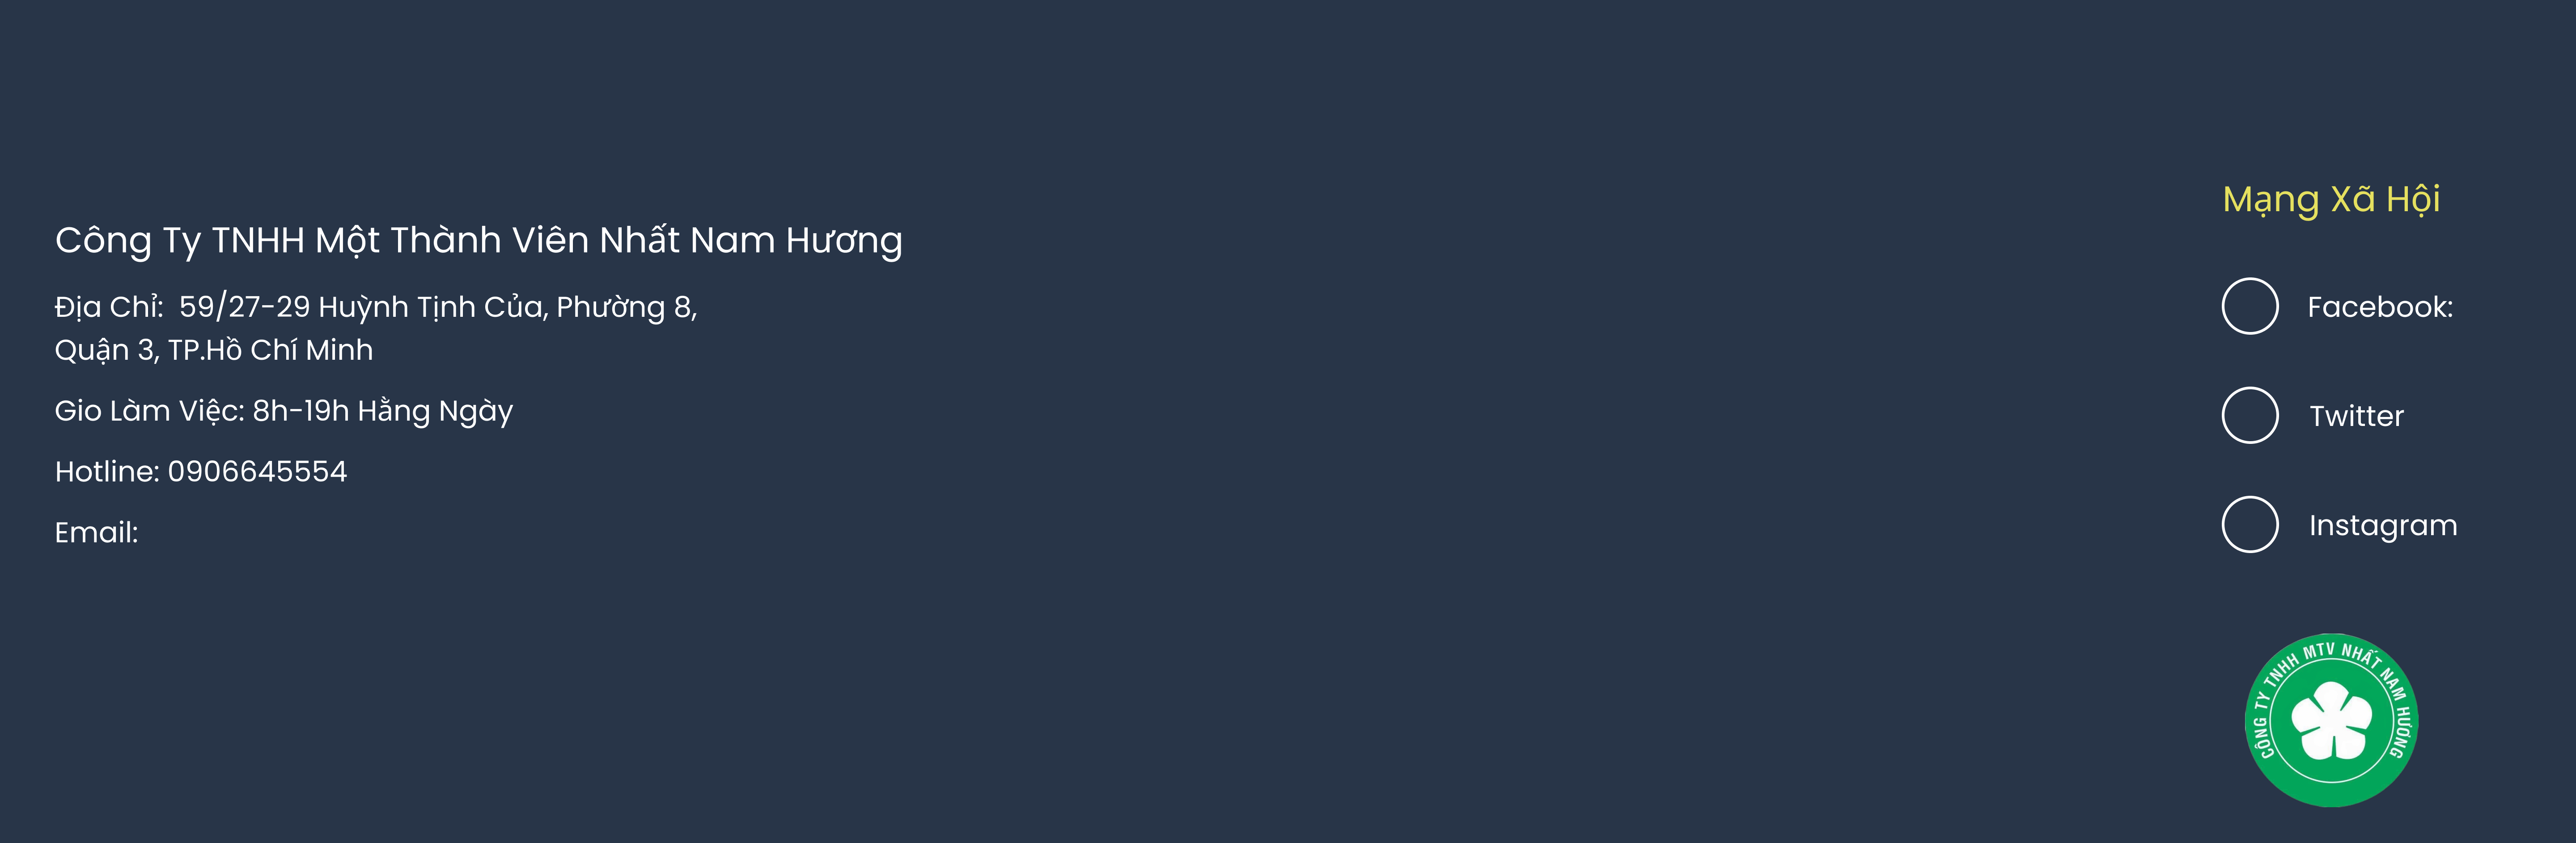 Công Ty TNHH Một Thành Viên Nhất Nam Hương
Địa Chỉ: 59/27-29 Huỳnh Tịnh Của, Phường 8,
Quận 3, TP.Hồ Chí Minh
Gio Làm Việc: 8h-19h Hằng Ngày
Hotline: 0906645554
Email:
Mạng Xã Hội
Facebook:
Twitter
Instagram
CÔNG TY TNHH MTV NHẤT NAM HƯƠNG